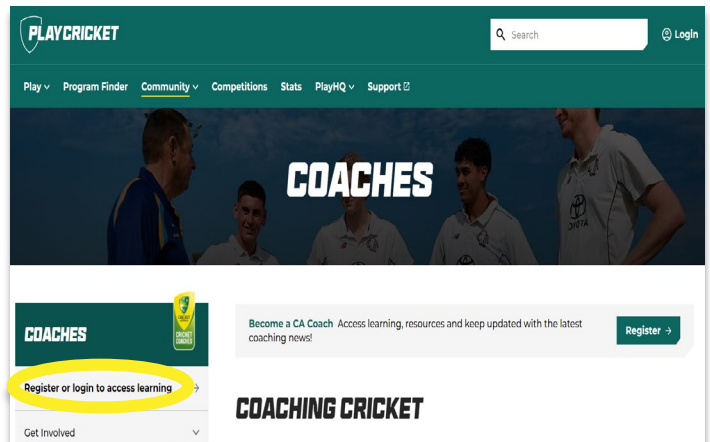 PLAYCRICKET
Search
Login
Play
Program Finder
Community
Competitions
Stats
PlayHQ
Support
COACHES
COACHES
CRICKET
COACHES
Become a CA Coach Access learning, resources and keep updated with the latest
coaching news!
Register →
Register or login to access learning →
Get Involved
COACHING CRICKET